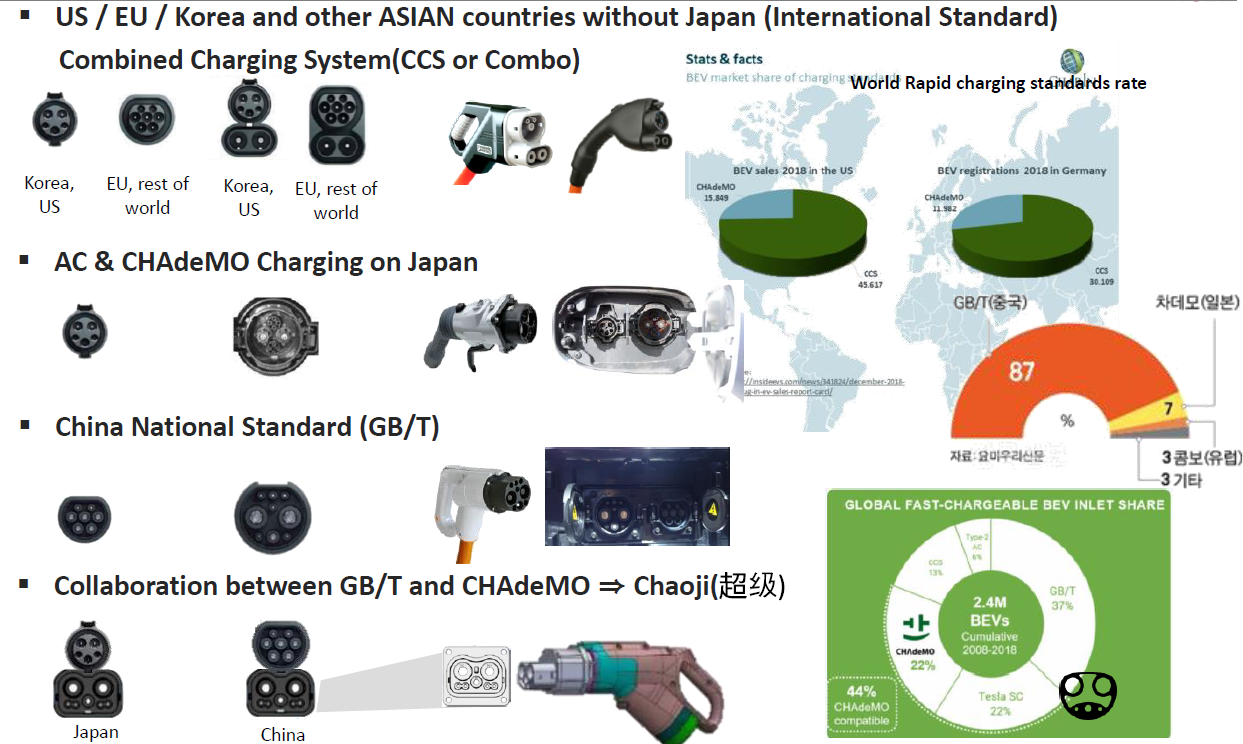 ▪ US / EU / Korea and other ASIAN countries without Japan (International Standard)
Combined Charging System(CCS or Combo)
Korea,
US
EU, rest of
world
Korea,
US
EU, rest of
world
Stats & facts
BEV market share of charging standards
World Rapid charging standards rate
BEV sales 2018 in the US
CHAdeMO
15.849
CCS
45.617
BEV registrations 2018 in Germany
CHAdeMO
11.982
CCS
30.109
://insideevs.com/news/341824/december-2018-
ug-in-ev-sales-report-card/
▪ AC & CHAdeMO Charging on Japan
GB/T(중국)
차데모(일본)
87
7
%
자료:요미우리신문
3 콤보(유럽)
3 기타
▪ China National Standard (GB/T)
GLOBAL FAST-CHARGEABLE BEV INLET SHARE
Type-2
AC
6%
CCS
13%
GB/T
37%
2.4M
BEVs
Cumulative
2008-2018
CHAdeMO
22%
Tesla SC
22%
44%
CHAdeMO
compatible
▪ Collaboration between GB/T and CHAdeMO ⇒ Chaoji(超级)
Japan
China